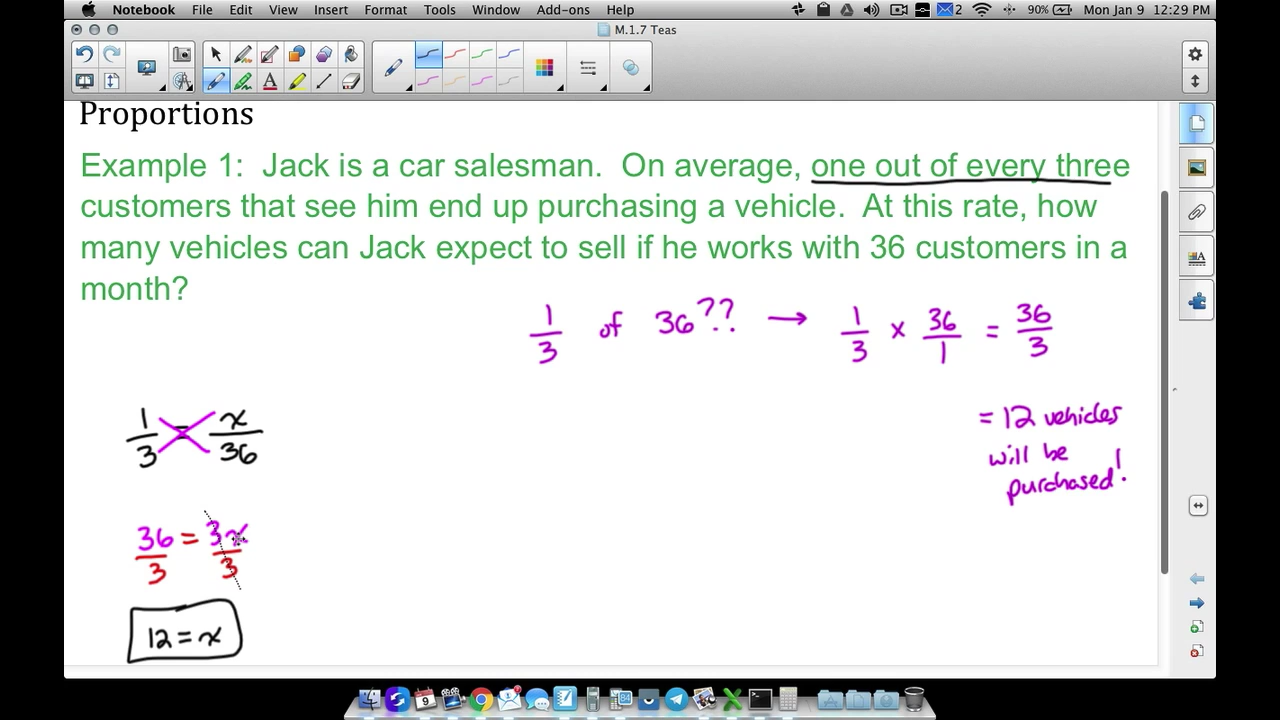 Notebook File Edit View Insert Format Tools Window Add-ons Help 2 90% Mon Jan 9 12:29 PM
M.1.7 Teas
Proportions
Example 1: Jack is a car salesman. On average, one out of every three
customers that see him end up purchasing a vehicle. At this rate, how
many vehicles can Jack expect to sell if he works with 36 customers in a
month?
1/3 of 36?? → 1/3 x 36/1 = 36/3
= 12 vehicles
will be
purchased!
1/3 = x/36
36/3 = 3x/3
12 = x